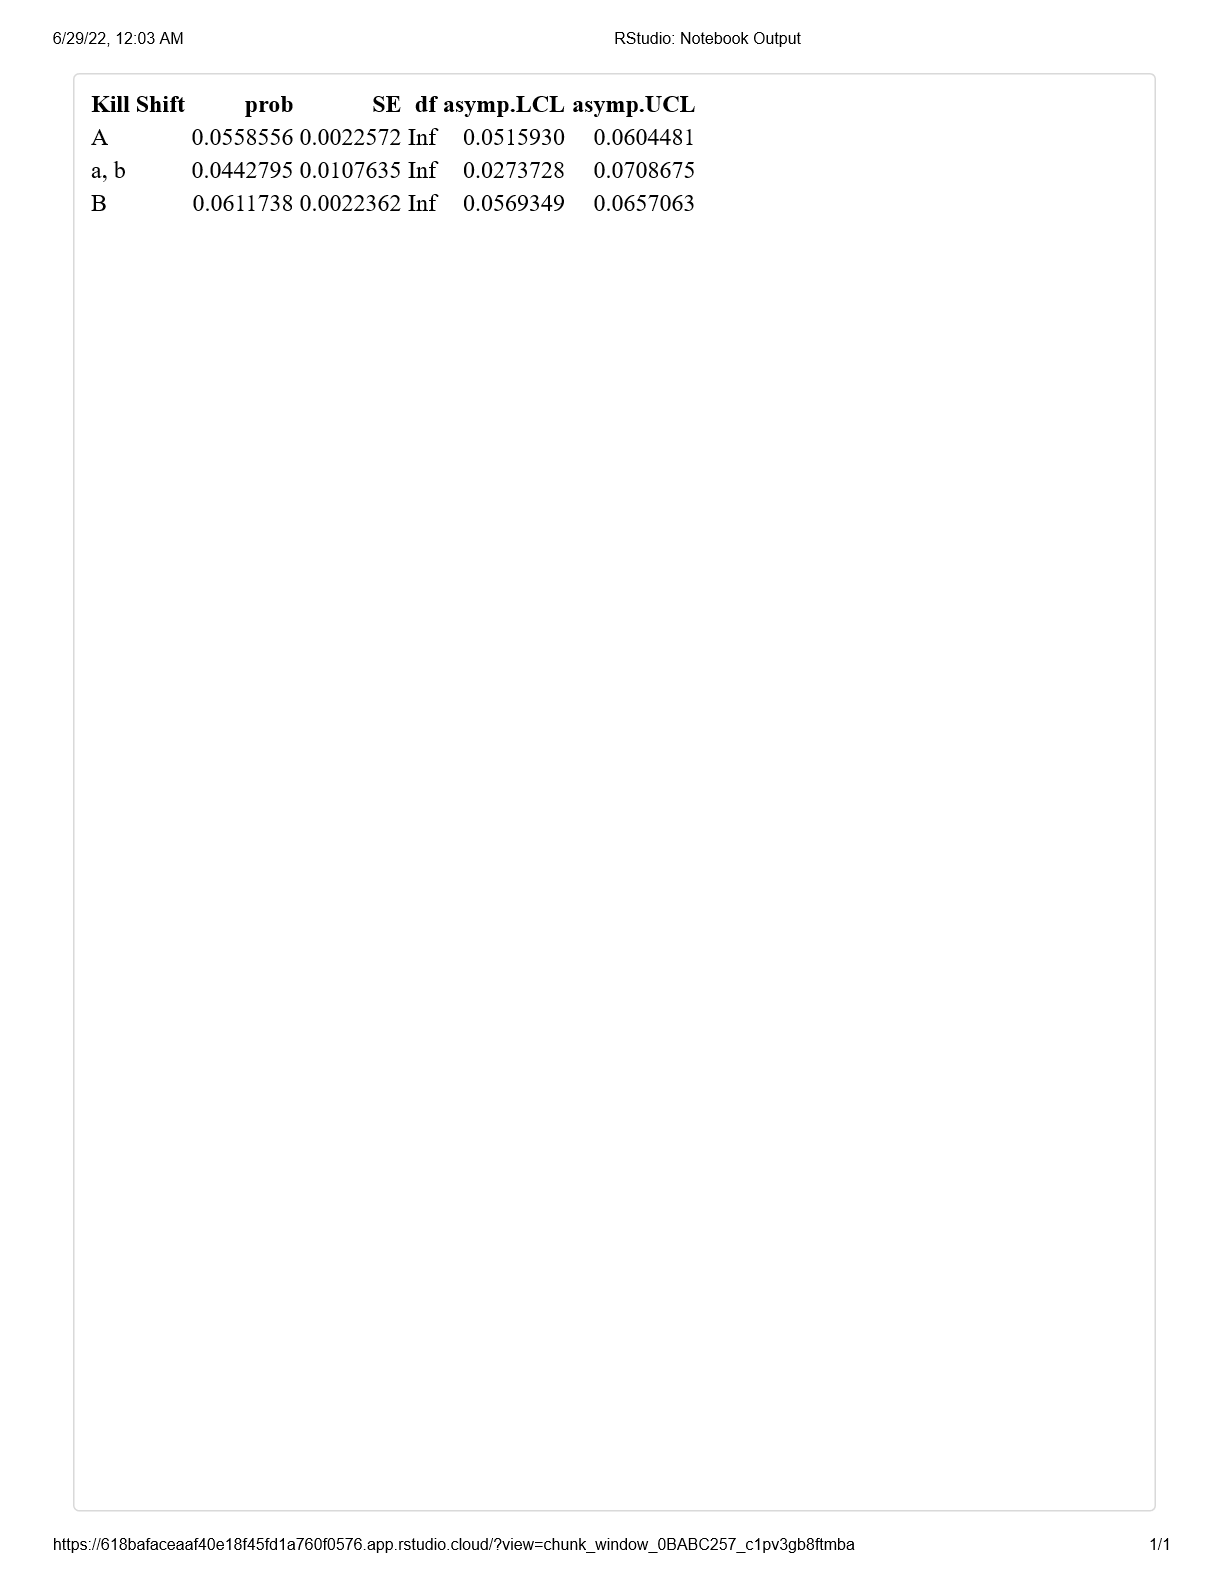 6/29/22, 12:03 AM RStudio: Notebook Output
Kill Shift prob SE df asymp.LCL asymp.UCL
A 0.0558556 0.0022572 Inf 0.0515930 0.0604481
a, b 0.0442795 0.0107635 Inf 0.0273728 0.0708675
B 0.0611738 0.0022362 Inf 0.0569349 0.0657063
https://618bafaceaaf40e18f45fd1a760f0576.app.rstudio.cloud/?view=chunk_window_0BABC257_c1pv3gb8ftmba 1/1